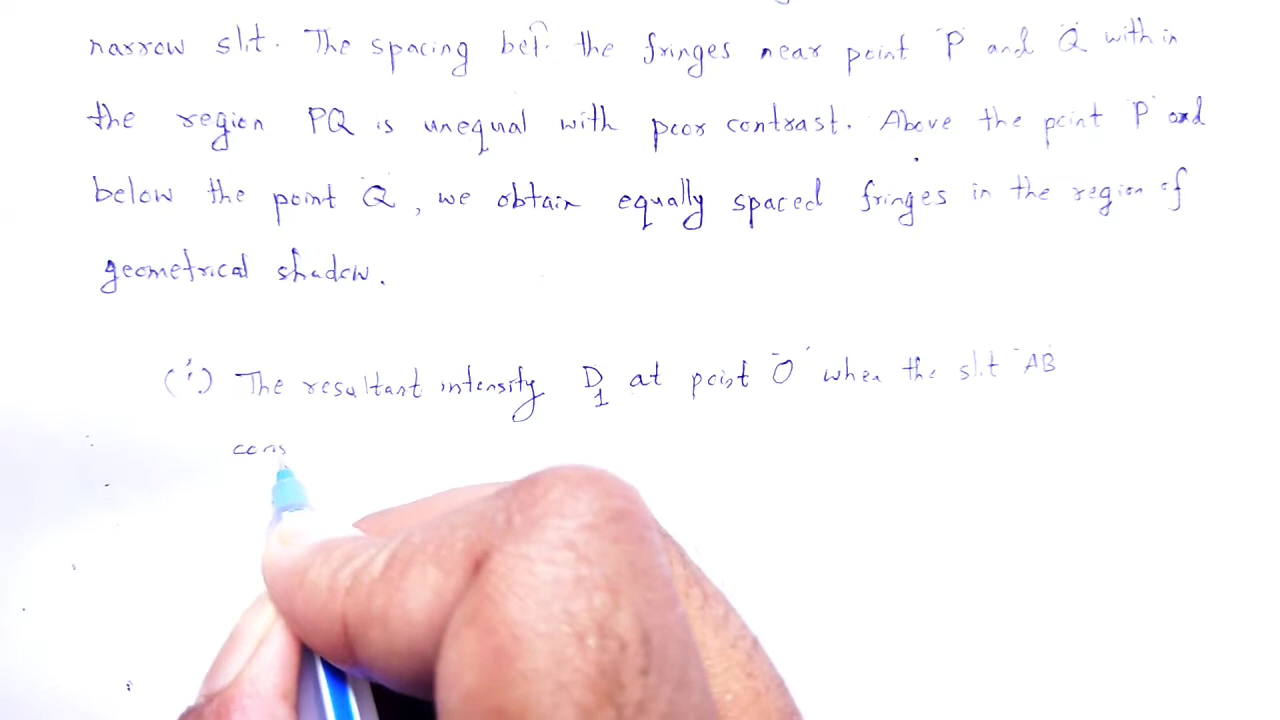 narrow slit. The spacing betn the fringes near point "P" and "Q" within
the region PQ is unequal with poor contrast. Above the point "P" and
below the point "Q", we obtain equally spaced fringes in the region of
geometrical shadow.
(i) The resultant intensity D1 at point "O" when the slit "AB
cons